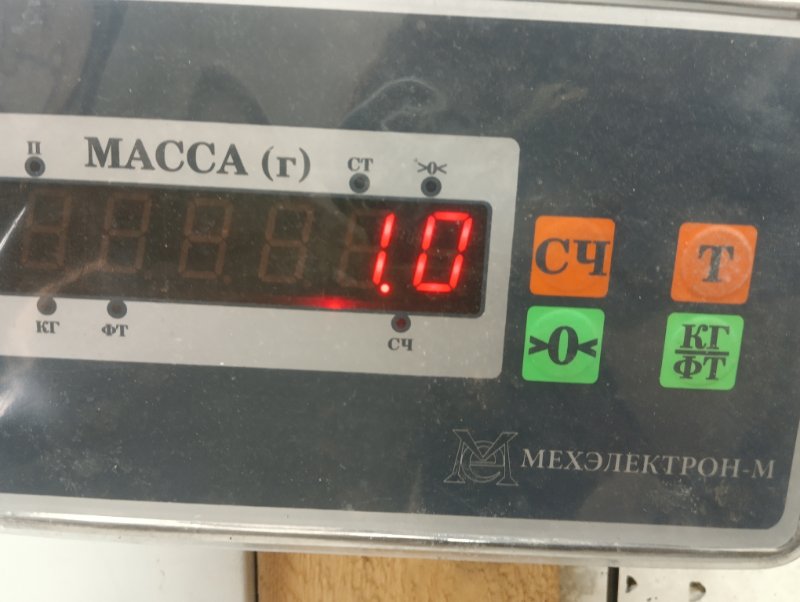 П МАССА (г) СТ >0<
1.0
КГ ФТ СЧ
СЧ Т
>0< КГ/ФТ
МЕХЭЛЕКТРОН-М